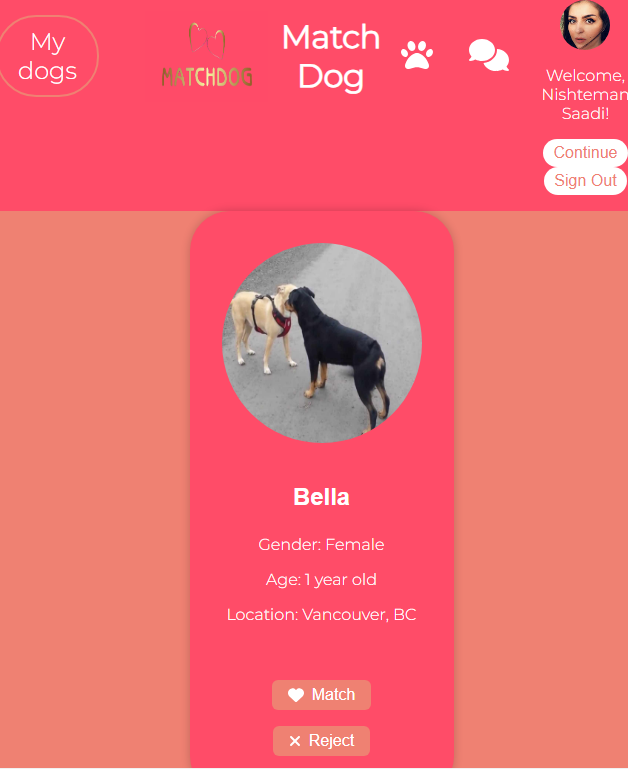 My
dogs
MATCHDOG
Match
Dog
Welcome,
Nishteman
Saadi!
Continue
Sign Out
Bella
Gender: Female
Age: 1 year old
Location: Vancouver, BC
Match
Reject